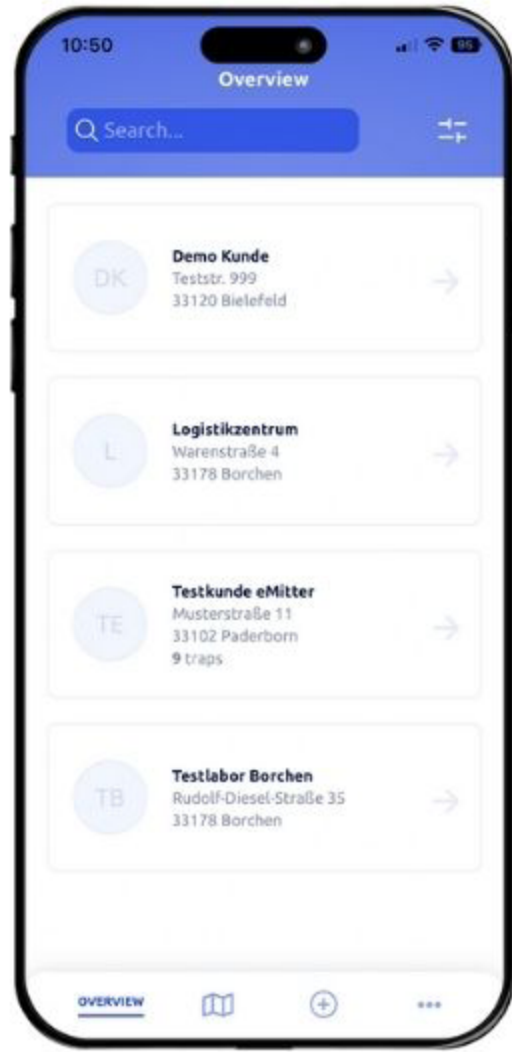 10:50
95
Overview
Search...
DK
Demo Kunde
Teststr. 999
33120 Bielefeld
L
Logistikzentrum
Warenstraße 4
33178 Borchen
TE
Testkunde eMitter
Musterstraße 11
33102 Paderborn
9 traps
TB
Testlabor Borchen
Rudolf-Diesel-Straße 35
33178 Borchen
OVERVIEW